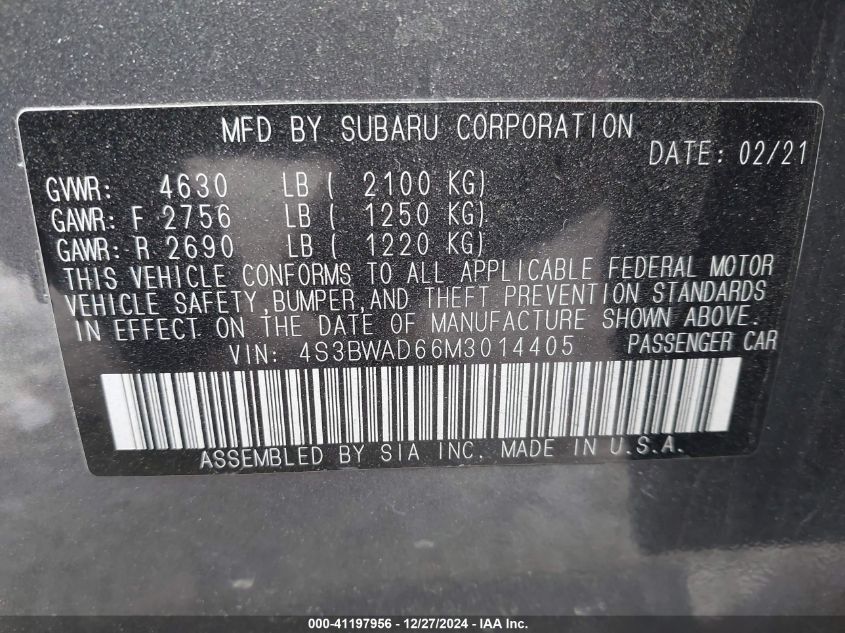 MFD BY SUBARU CORPORATION
DATE: 02/21
GVWR: 4630 LB ( 2100 KG)
GAWR: F 2756 LB ( 1250 KG)
GAWR: R 2690 LB ( 1220 KG)
THIS VEHICLE CONFORMS TO ALL APPLICABLE FEDERAL MOTOR
VEHICLE SAFETY,BUMPER,AND THEFT PREVENTION STANDARDS
IN EFFECT ON THE DATE OF MANUFACTURE SHOWN ABOVE.
VIN: 4S3BWAD66M3014405 PASSENGER CAR
ASSEMBLED BY SIA INC. MADE IN U.S.A.
000-41197956 - 12/27/2024 - IAA Inc.